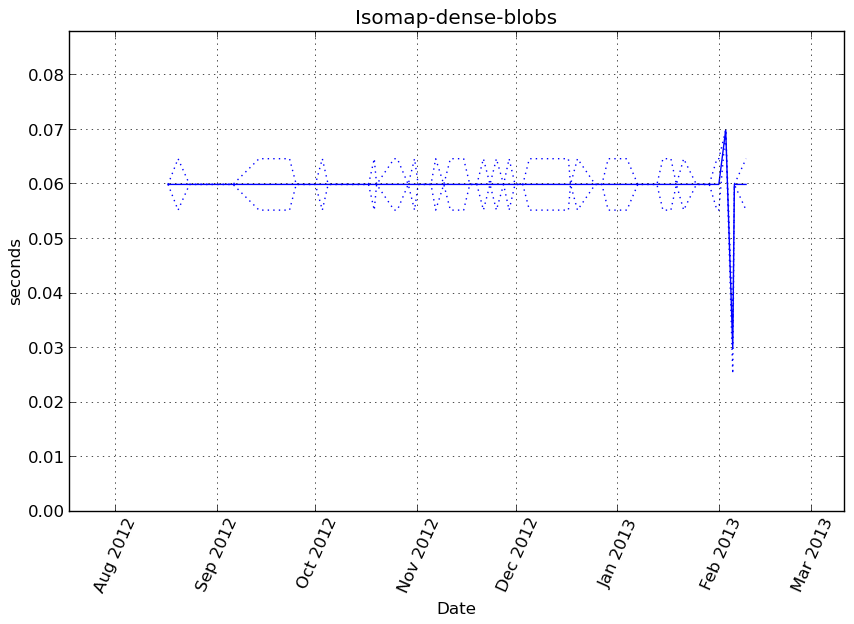 Isomap-dense-blobs
0.08
0.07
0.06
0.05
0.04
0.03
0.02
0.01
0.00
seconds
Aug 2012
Sep 2012
Oct 2012
Nov 2012
Dec 2012
Jan 2013
Feb 2013
Mar 2013
Date